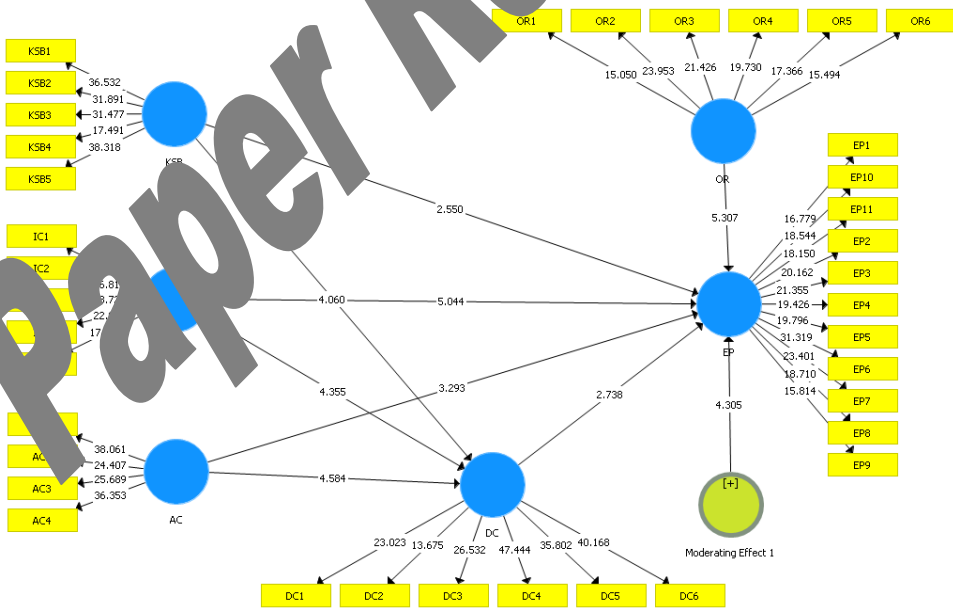 OR1 OR2 OR3 OR4 OR5 OR6
15.050 23.953 21.426 19.730 17.366 15.494
OR
5.307
KSB1
KSB2
KSB3
KSB4
KSB5
36.532
31.891
31.477
17.491
38.318
KSB
2.550
IC1
IC2
22.
17.
4.060
5.044
4.355
3.293
2.738
4.584
EP1
EP10
EP11
EP2
EP3
EP4
EP5
EP6
EP7
EP8
EP9
16.779
18.544
18.150
20.162
21.355
19.426
19.796
31.319
23.401
18.710
15.814
EP
4.305
[+]
Moderating Effect 1
AC3
AC4
38.061
24.407
25.689
36.353
AC
DC
23.023 13.675 26.532 47.444 35.802 40.168
DC1 DC2 DC3 DC4 DC5 DC6
Paper